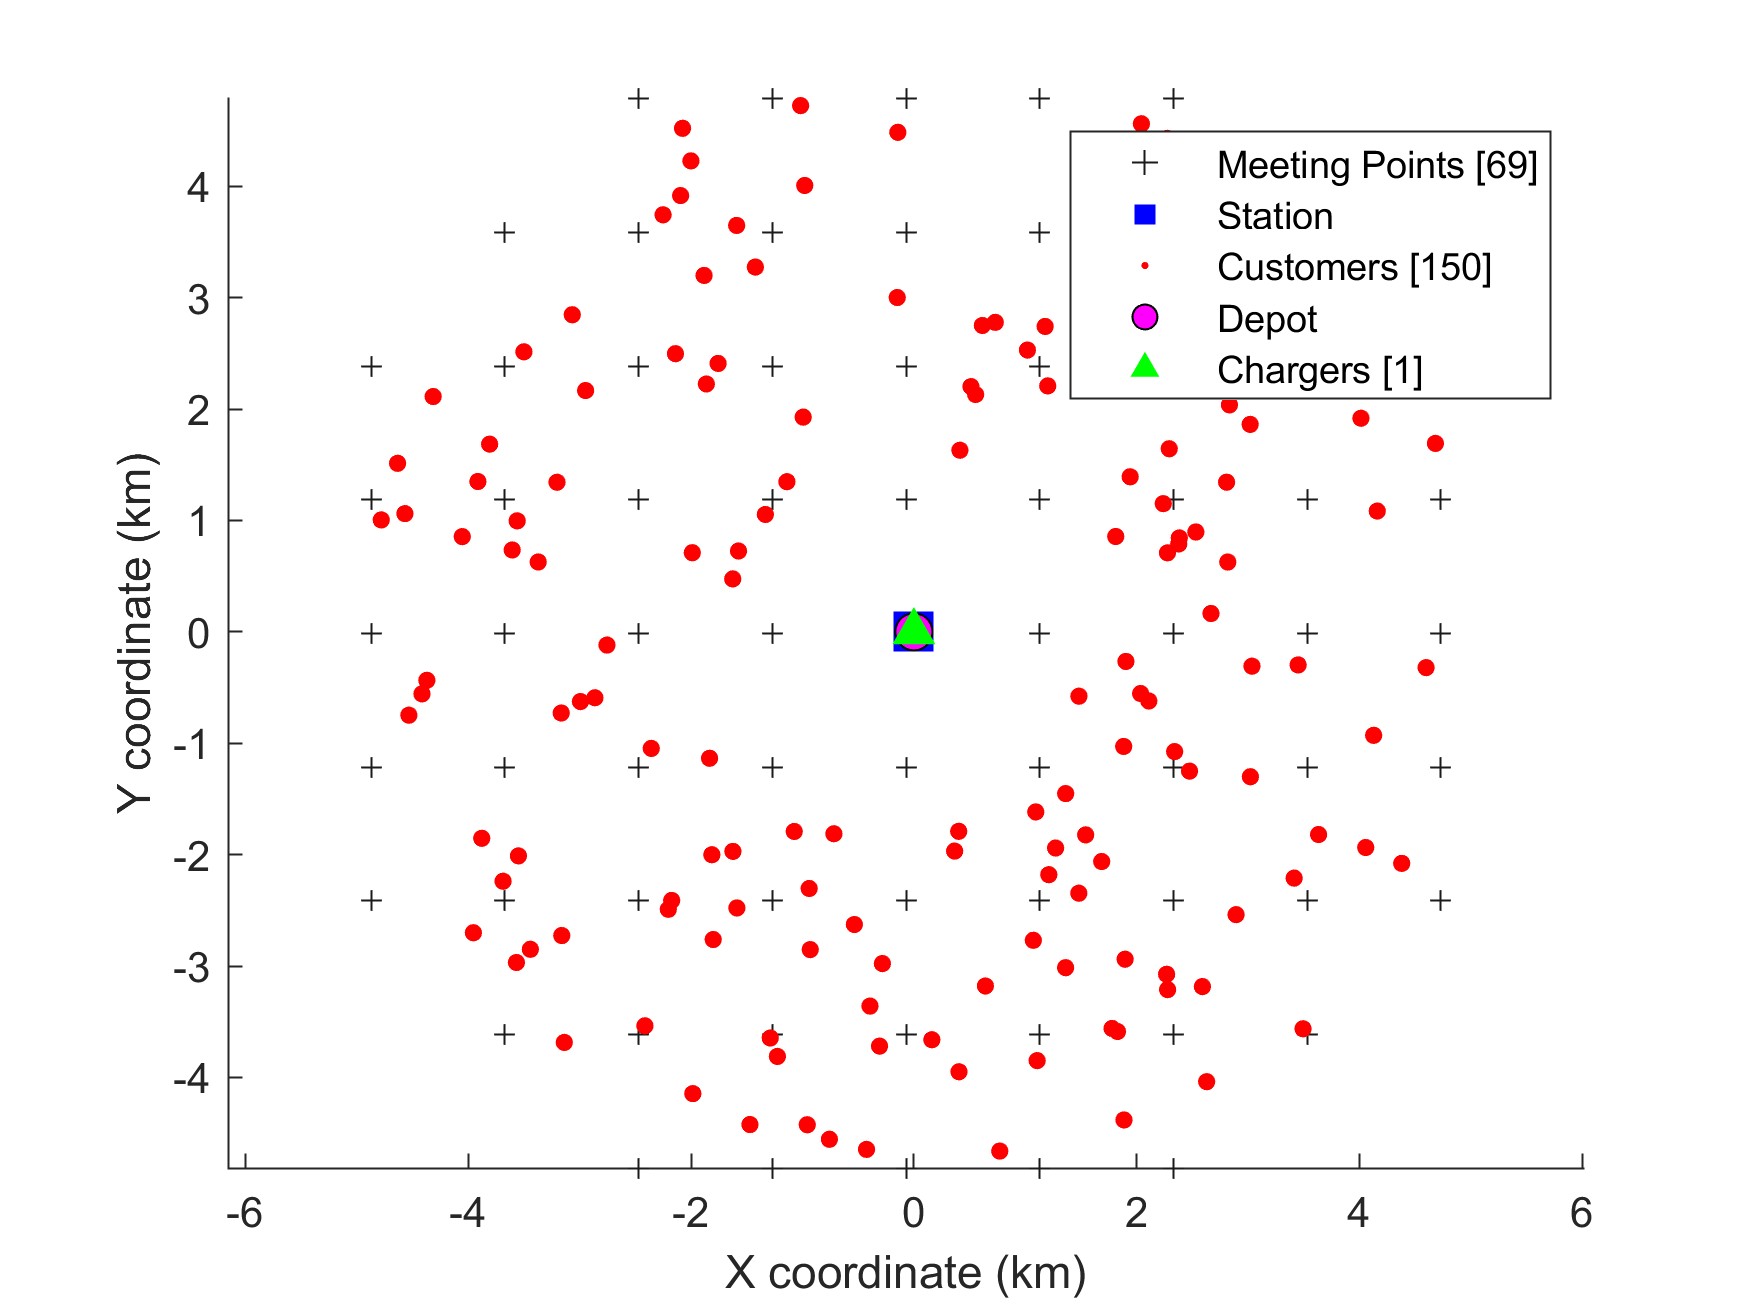 Meeting Points [69]
Station
Customers [150]
Depot
Chargers [1]
4
3
2
1
0
-1
-2
-3
-4
Y coordinate (km)
-6 -4 -2 0 2 4 6
X coordinate (km)